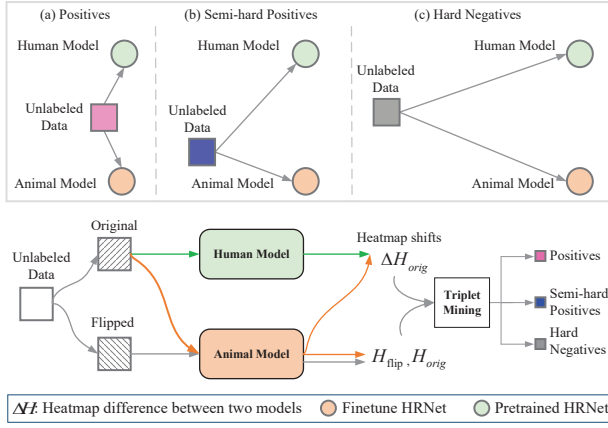 (a) Positives
(b) Semi-hard Positives
(c) Hard Negatives
Human Model
Unlabeled
Data
Animal Model
Human Model
Unlabeled
Data
Animal Model
Human Model
Unlabeled
Data
Animal Model
Original
Unlabeled
Data
Flipped
Human Model
Animal Model
Heatmap shifts
ΔH_orig
H_flip , H_orig
Triplet
Mining
Positives
Semi-hard
Positives
Hard
Negatives
ΔH: Heatmap difference between two models
Finetune HRNet
Pretrained HRNet